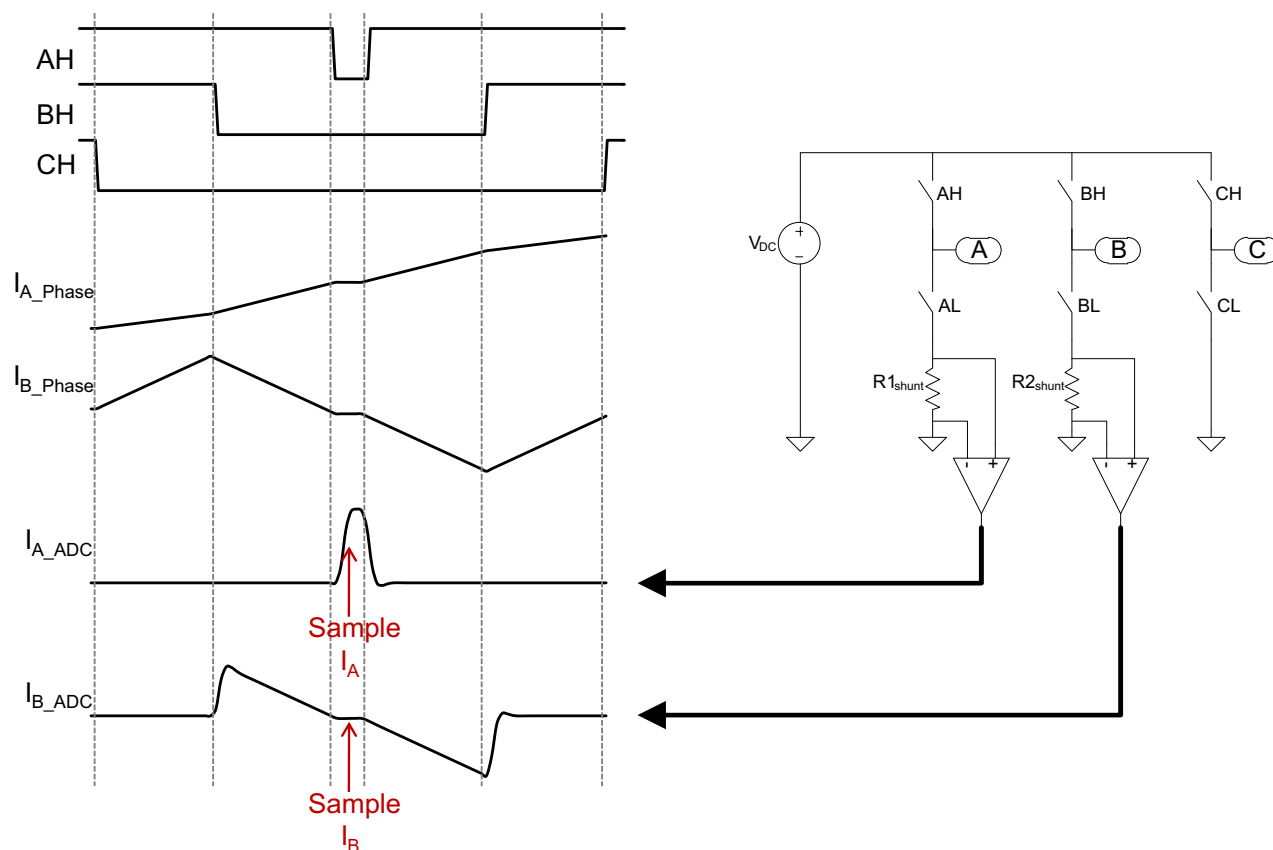 AH
BH
CH
I_A_Phase
I_B_Phase
I_A_ADC
Sample
I_A
I_B_ADC
Sample
I_B
AH
BH
CH
V_DC
+
−
A
B
C
AL
BL
CL
R1_shunt
R2_shunt
- +
- +